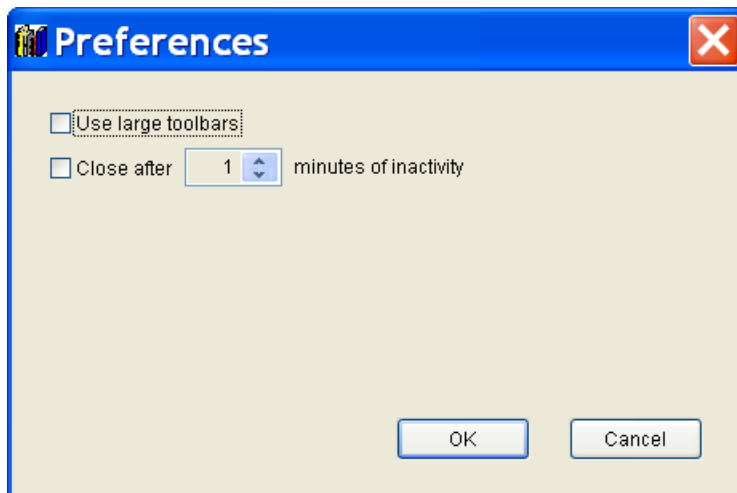 Preferences
Use large toolbars
Close after 1 minutes of inactivity
OK Cancel